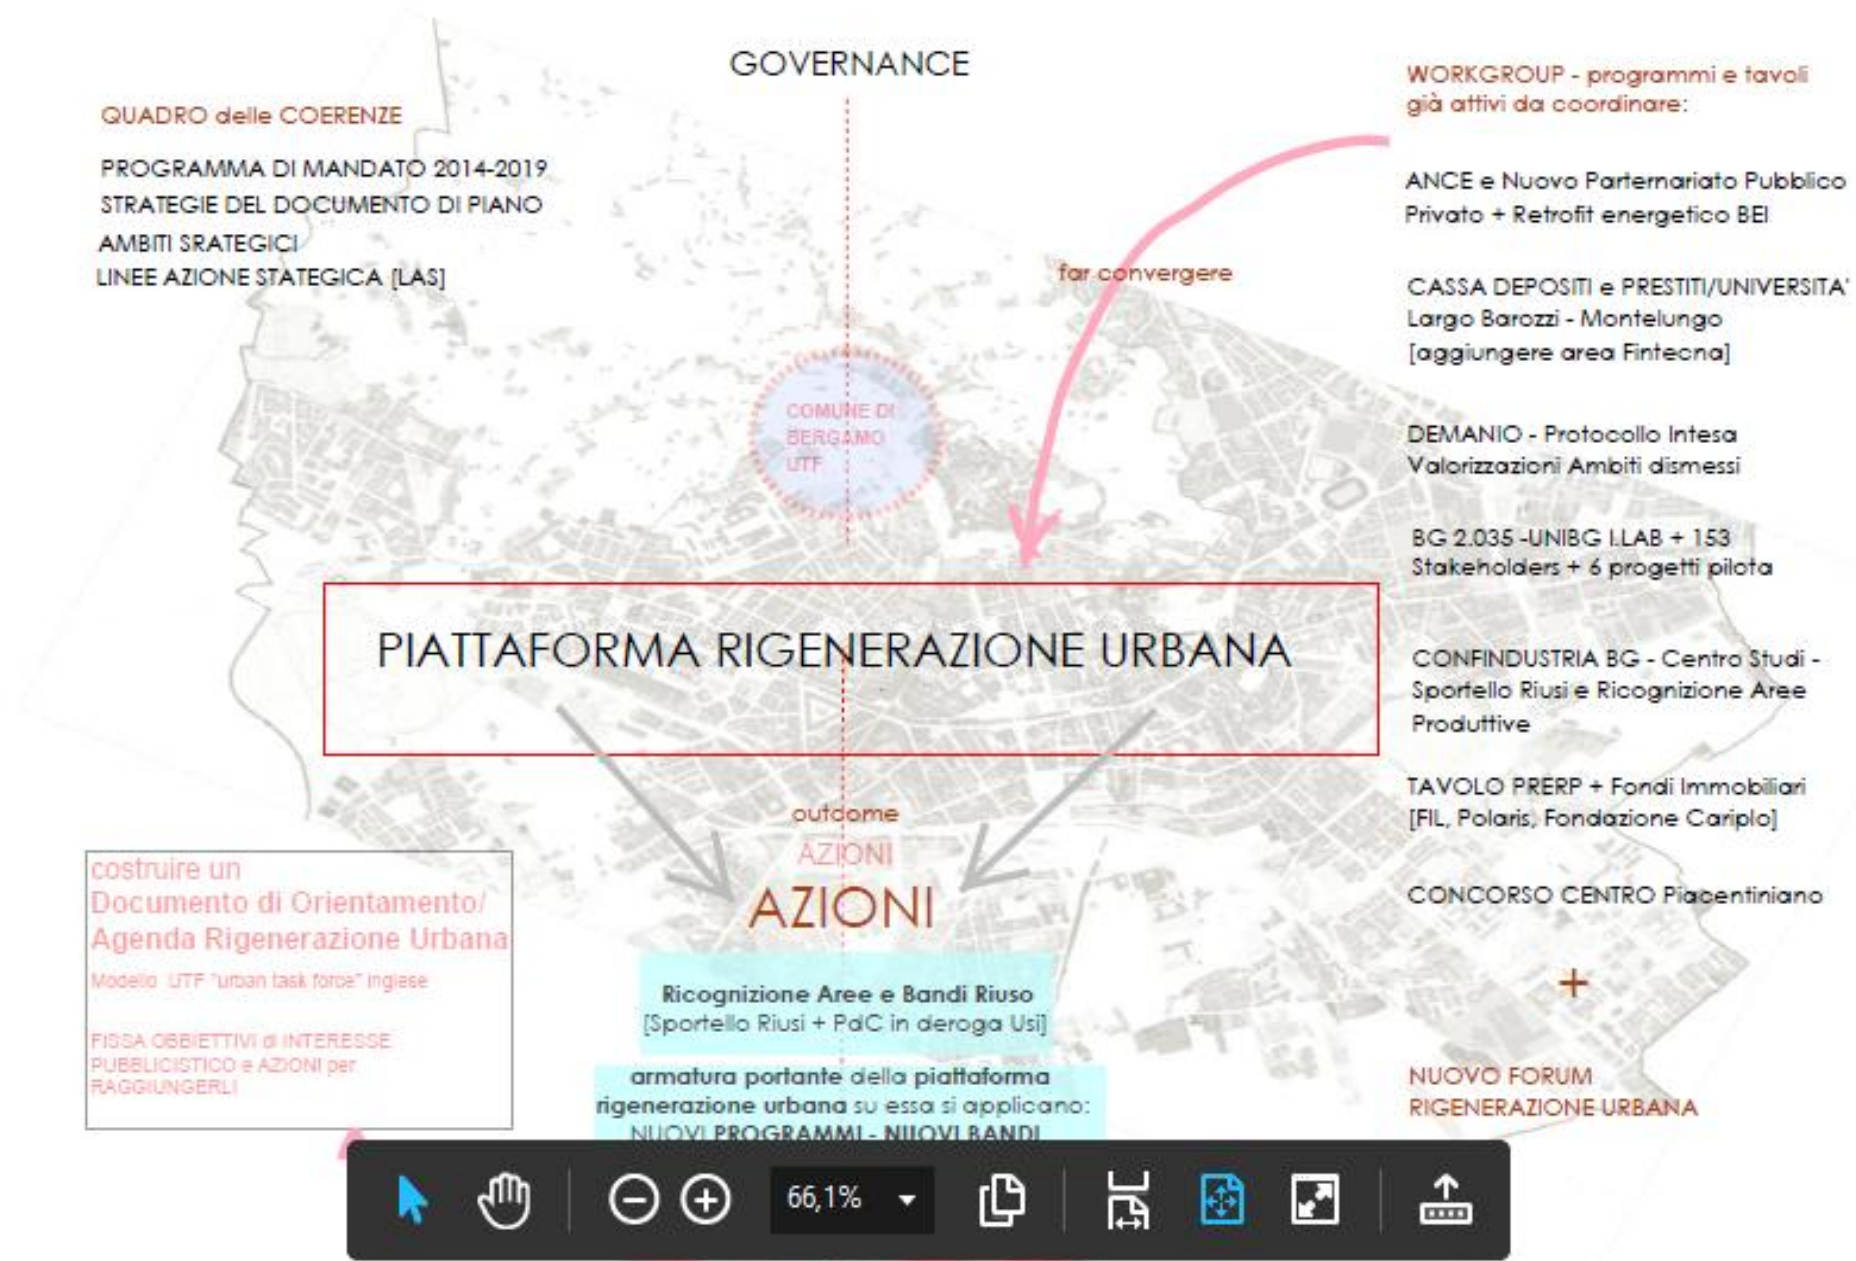 GOVERNANCE
QUADRO delle COERENZE
PROGRAMMA DI MANDATO 2014-2019
STRATEGIE DEL DOCUMENTO DI PIANO
AMBITI SRATEGICI
LINEE AZIONE STATEGICA [LAS]
WORKGROUP - programmi e tavoli
già attivi da coordinare:
ANCE e Nuovo Parternariato Pubblico
Privato + Retrofit energetico BEI
far convergere
CASSA DEPOSITI e PRESTITI/UNIVERSITA'
Largo Barozzi - Montelungo
[aggiungere area Fintecna]
COMUNE DI
BERGAMO
UTF
DEMANIO - Protocollo Intesa
Valorizzazioni Ambiti dismessi
BG 2.035 -UNIBG I.LAB + 153
Stakeholders + 6 progetti pilota
PIATTAFORMA RIGENERAZIONE URBANA
CONFINDUSTRIA BG - Centro Studi -
Sportello Riusi e Ricognizione Aree
Produttive
TAVOLO PRERP + Fondi Immobiliari
[FIL, Polaris, Fondazione Cariplo]
outcome
AZIONI
AZIONI
CONCORSO CENTRO Piacentiniano
+
NUOVO FORUM
RIGENERAZIONE URBANA
costruire un
Documento di Orientamento/
Agenda Rigenerazione Urbana
Modello UTF "urban task force" inglese
FISSA OBBIETTIVI di INTERESSE
PUBBLICISTICO e AZIONI per
RAGGIUNGERLI
Ricognizione Aree e Bandi Riuso
[Sportello Riusi + PdC in deroga Usi]
armatura portante della piattaforma
rigenerazione urbana su essa si applicano:
NUOVI PROGRAMMI - NUOVI BANDI
66,1%